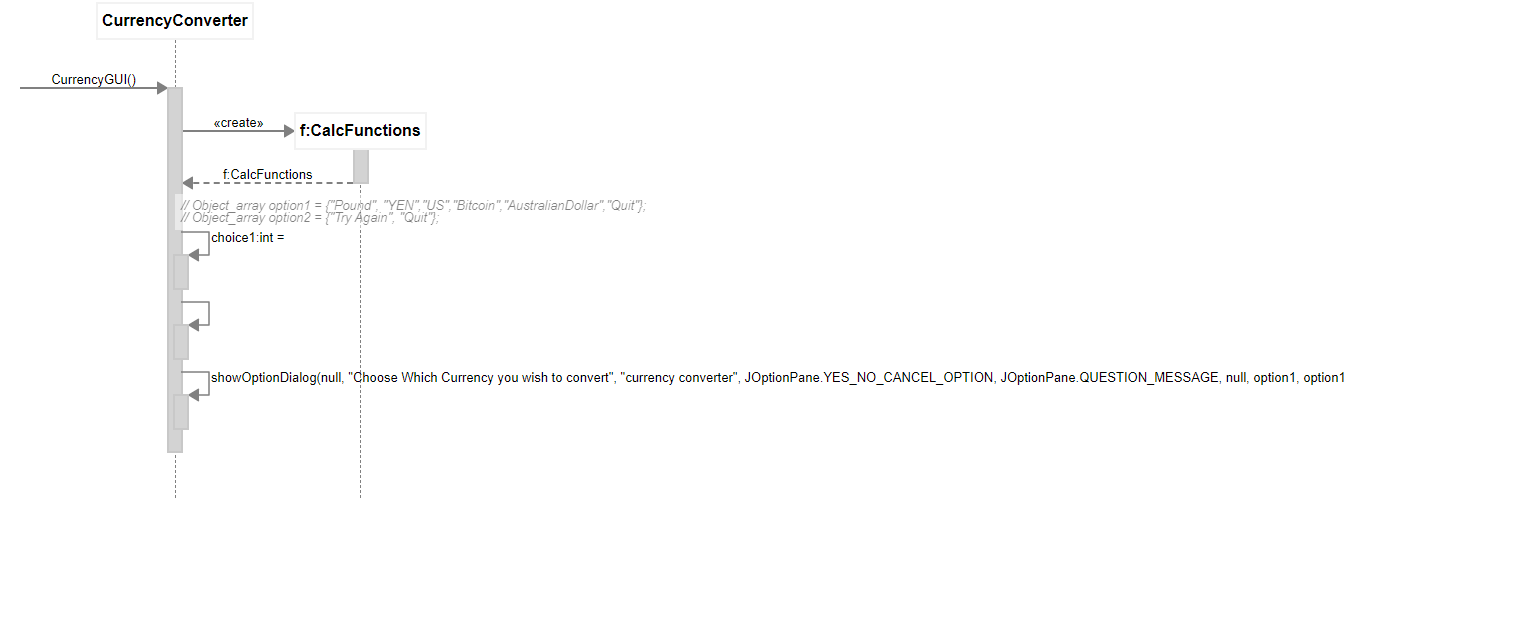 CurrencyConverter
CurrencyGUI()
«create»
f:CalcFunctions
f:CalcFunctions
// Object_array option1 = {"Pound", "YEN","US","Bitcoin","AustralianDollar","Quit"};
// Object_array option2 = {"Try Again", "Quit"};
choice1:int =
showOptionDialog(null, "Choose Which Currency you wish to convert", "currency converter", JOptionPane.YES_NO_CANCEL_OPTION, JOptionPane.QUESTION_MESSAGE, null, option1, option1